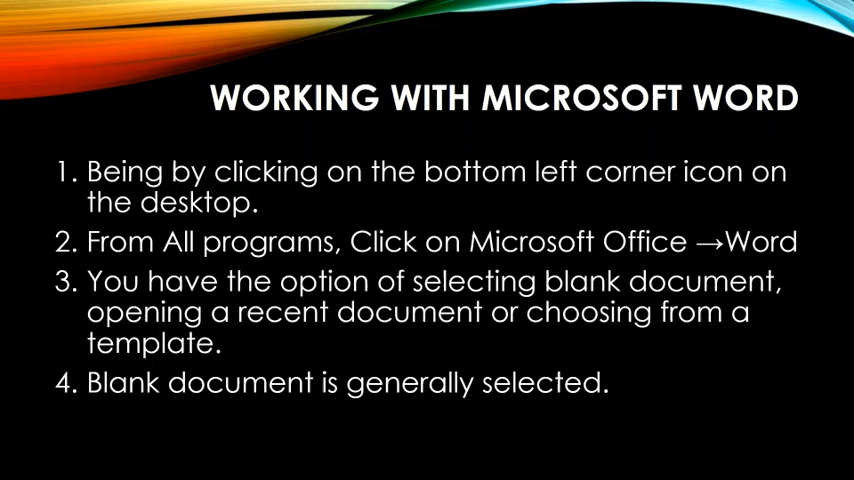 WORKING WITH MICROSOFT WORD
1. Being by clicking on the bottom left corner icon on
the desktop.
2. From All programs, Click on Microsoft Office →Word
3. You have the option of selecting blank document,
opening a recent document or choosing from a
template.
4. Blank document is generally selected.